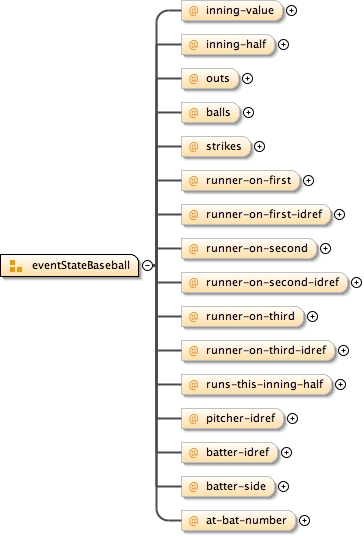 @ inning-value
@ inning-half
@ outs
@ balls
@ strikes
@ runner-on-first
@ runner-on-first-idref
@ runner-on-second
eventStateBaseball
@ runner-on-second-idref
@ runner-on-third
@ runner-on-third-idref
@ runs-this-inning-half
@ pitcher-idref
@ batter-idref
@ batter-side
@ at-bat-number